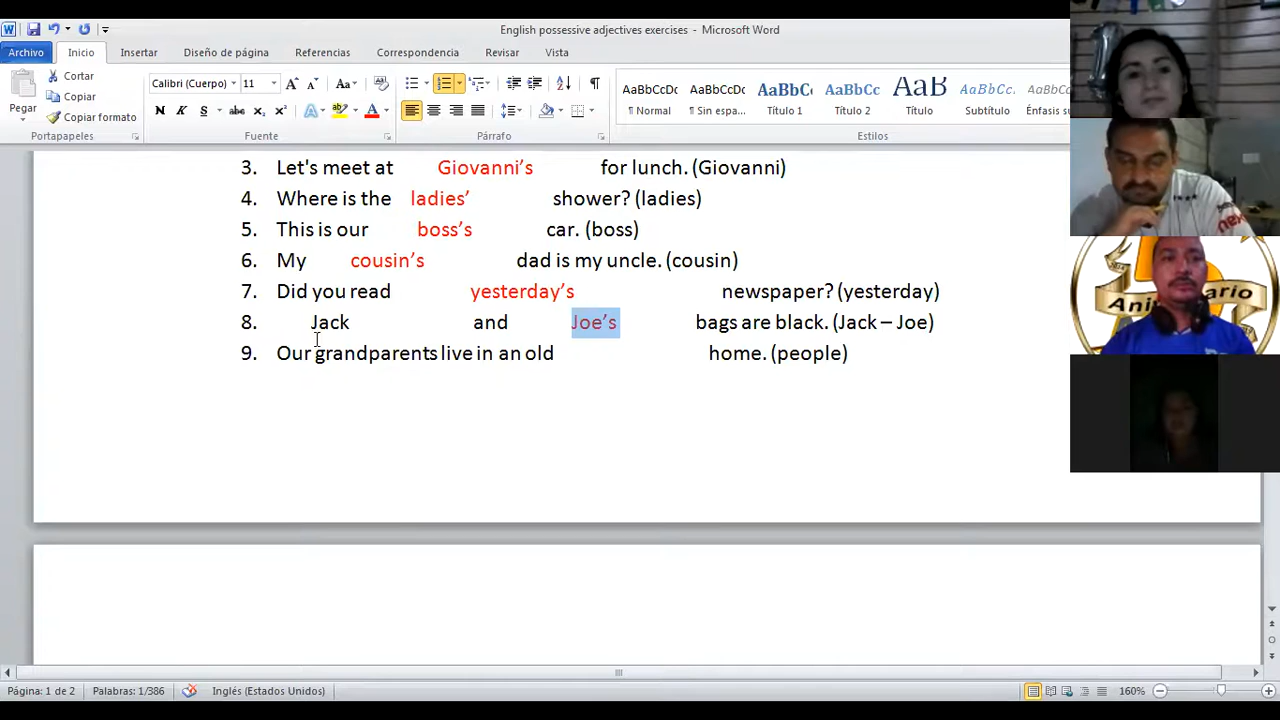 English possessive adjectives exercises - Microsoft Word
Archivo Inicio Insertar Diseño de página Referencias Correspondencia Revisar Vista
Pegar
Cortar
Copiar
Copiar formato
Portapapeles
Calibri (Cuerpo) 11
N K S abc x₂ x²
Fuente
Párrafo
AaBbCcDc AaBbCcDc AaBbC AaBbCc AaB AaBbCc. AaBbCcDc
¶ Normal ¶ Sin espa... Título 1 Título 2 Título Subtítulo Énfasis s
Estilos
3. Let's meet at Giovanni’s for lunch. (Giovanni)
4. Where is the ladies’ shower? (ladies)
5. This is our boss’s car. (boss)
6. My cousin’s dad is my uncle. (cousin)
7. Did you read yesterday’s newspaper? (yesterday)
8. Jack and Joe’s bags are black. (Jack – Joe)
9. Our grandparents live in an old home. (people)
Página: 1 de 2 Palabras: 1/386 Inglés (Estados Unidos) 160%